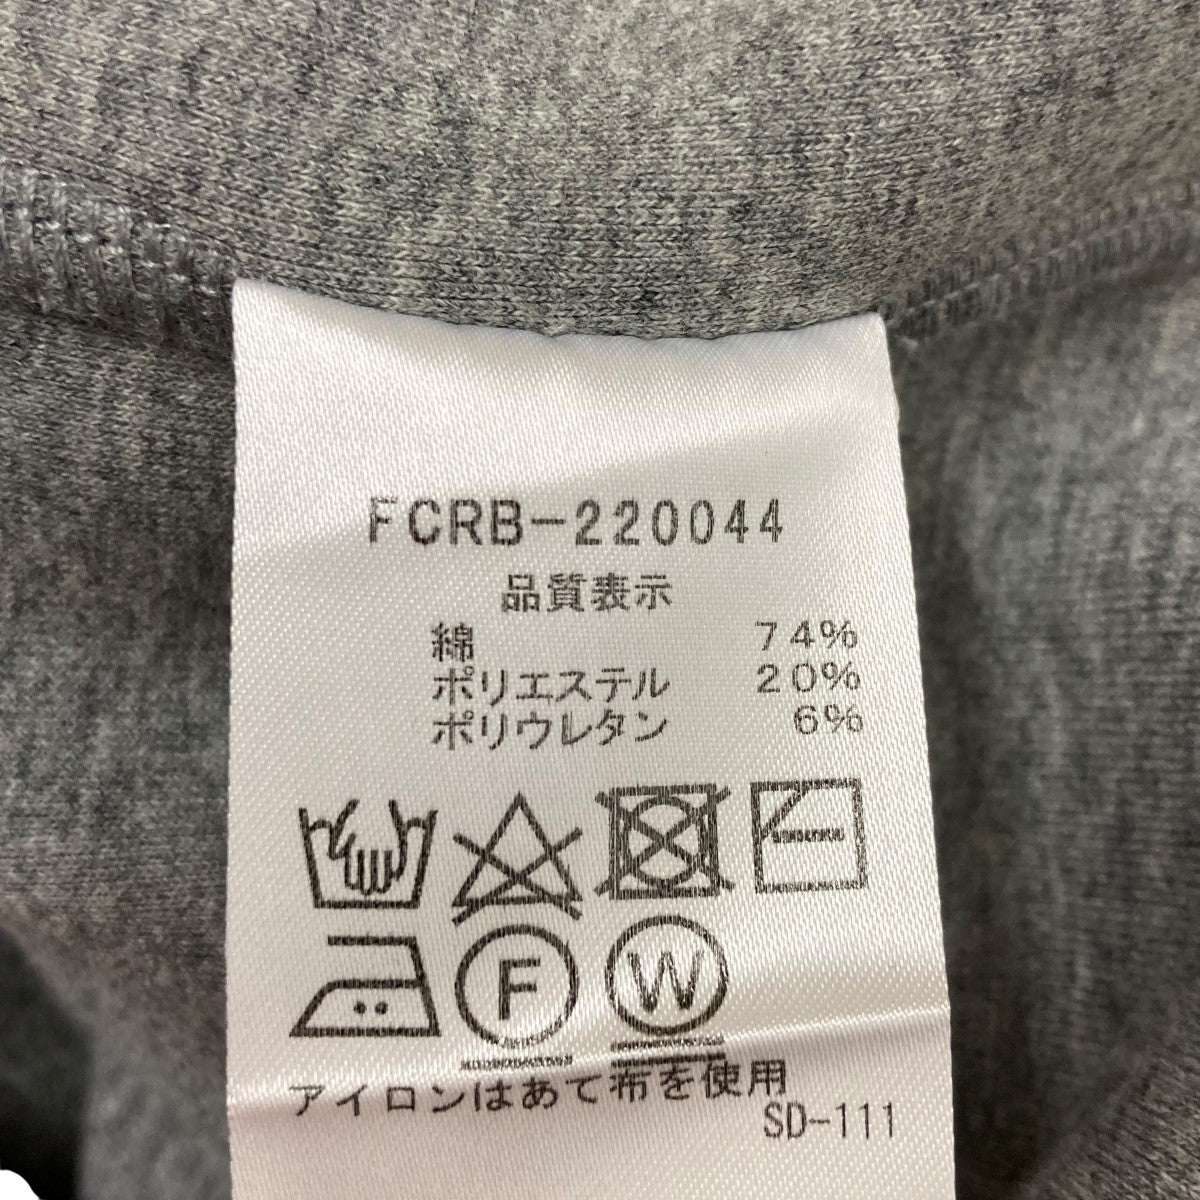 FCRB-220044
品質表示
綿 74%
ポリエステル 20%
ポリウレタン 6%
F W
アイロンはあて布を使用
SD-111